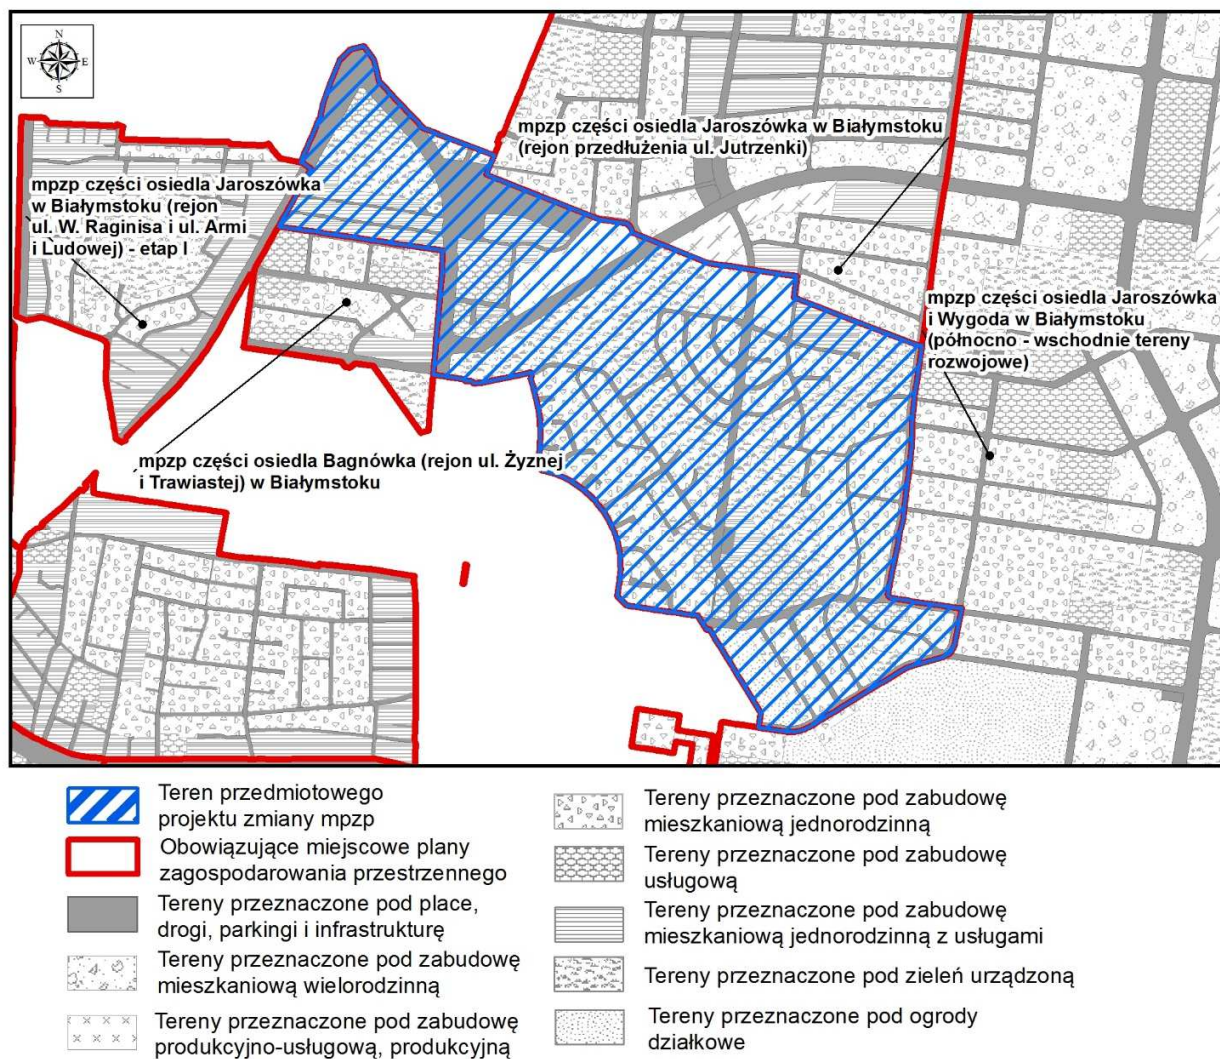 N
W E
S
mpzp części osiedla Jaroszówka w Białymstoku
(rejon przedłużenia ul. Jutrzenki)
mpzp części osiedla Jaroszówka
w Białymstoku (rejon
ul. W. Raginisa i ul. Armi
i Ludowej) - etap I
mpzp części osiedla Jaroszówka
i Wygoda w Białymstoku
(północno - wschodnie tereny
rozwojowe)
mpzp części osiedla Bagnówka (rejon ul. Żyznej
i Trawiastej) w Białymstoku
Teren przedmiotowego
projektu zmiany mpzp
Obowiązujące miejscowe plany
zagospodarowania przestrzennego
Tereny przeznaczone pod place,
drogi, parkingi i infrastrukturę
Tereny przeznaczone pod zabudowę
mieszkaniową wielorodzinną
Tereny przeznaczone pod zabudowę
produkcyjno-usługową, produkcyjną
Tereny przeznaczone pod zabudowę
mieszkaniową jednorodzinną
Tereny przeznaczone pod zabudowę
usługową
Tereny przeznaczone pod zabudowę
mieszkaniową jednorodzinną z usługami
Tereny przeznaczone pod zieleń urządzoną
Tereny przeznaczone pod ogrody
działkowe